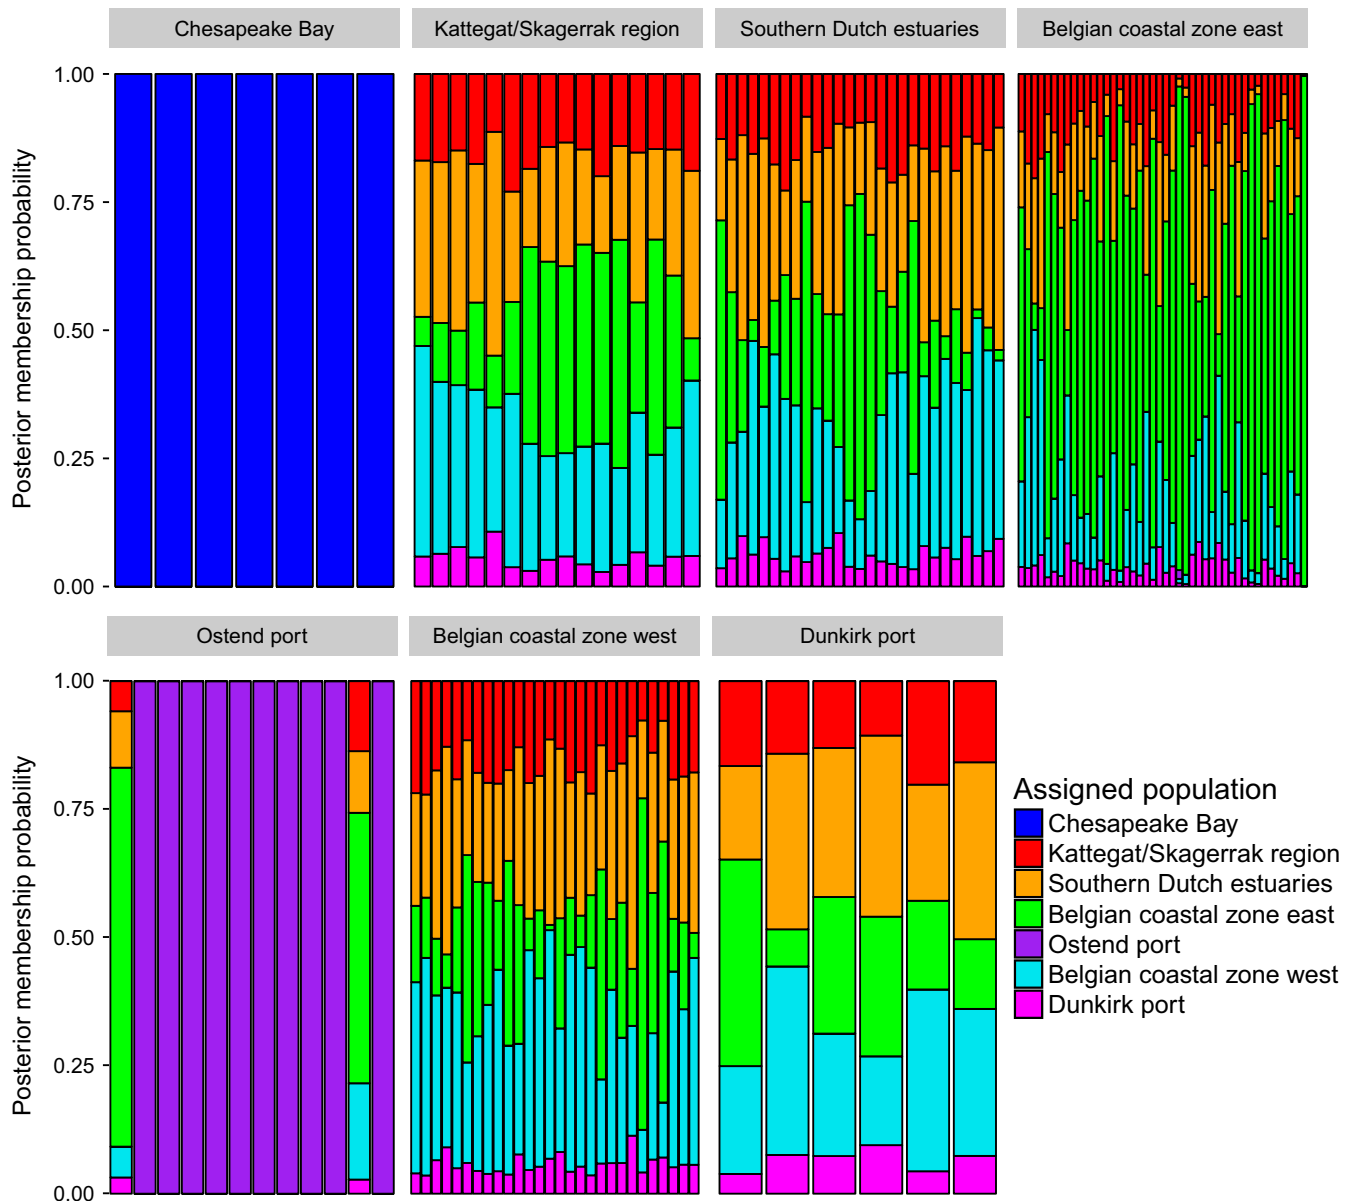 Chesapeake Bay
Kattegat/Skagerrak region
Southern Dutch estuaries
Belgian coastal zone east
Posterior membership probability
1.00
0.75
0.50
0.25
0.00
Ostend port
Belgian coastal zone west
Dunkirk port
Posterior membership probability
1.00
0.75
0.50
0.25
0.00
Assigned population
Chesapeake Bay
Kattegat/Skagerrak region
Southern Dutch estuaries
Belgian coastal zone east
Ostend port
Belgian coastal zone west
Dunkirk port